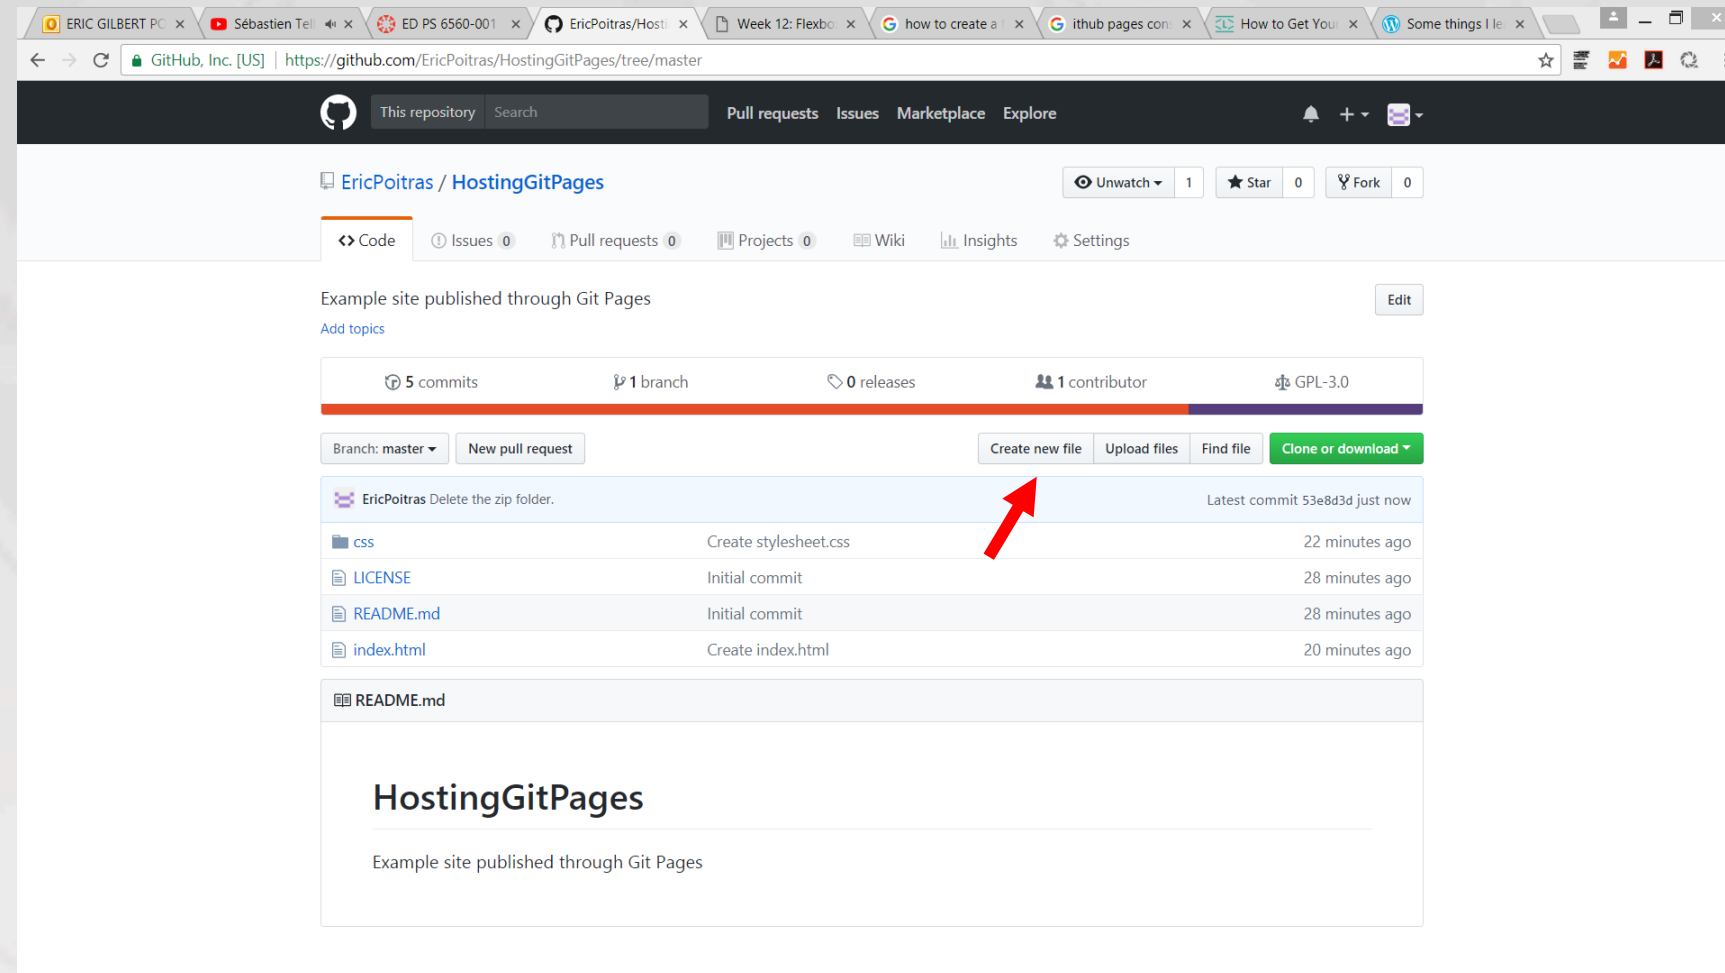 ERIC GILBERT PO
Sébastien Tell
ED PS 6560-001
EricPoitras/Hosti
Week 12: Flexbo
how to create a
ithub pages con
How to Get Your
Some things I le
GitHub, Inc. [US] https://github.com/EricPoitras/HostingGitPages/tree/master
This repository Search Pull requests Issues Marketplace Explore
EricPoitras / HostingGitPages Unwatch 1 Star 0 Fork 0
Code Issues 0 Pull requests 0 Projects 0 Wiki Insights Settings
Example site published through Git Pages Edit
Add topics
5 commits 1 branch 0 releases 1 contributor GPL-3.0
Branch: master New pull request Create new file Upload files Find file Clone or download
EricPoitras Delete the zip folder. Latest commit 53e8d3d just now
css Create stylesheet.css 22 minutes ago
LICENSE Initial commit 28 minutes ago
README.md Initial commit 28 minutes ago
index.html Create index.html 20 minutes ago
README.md
HostingGitPages
Example site published through Git Pages